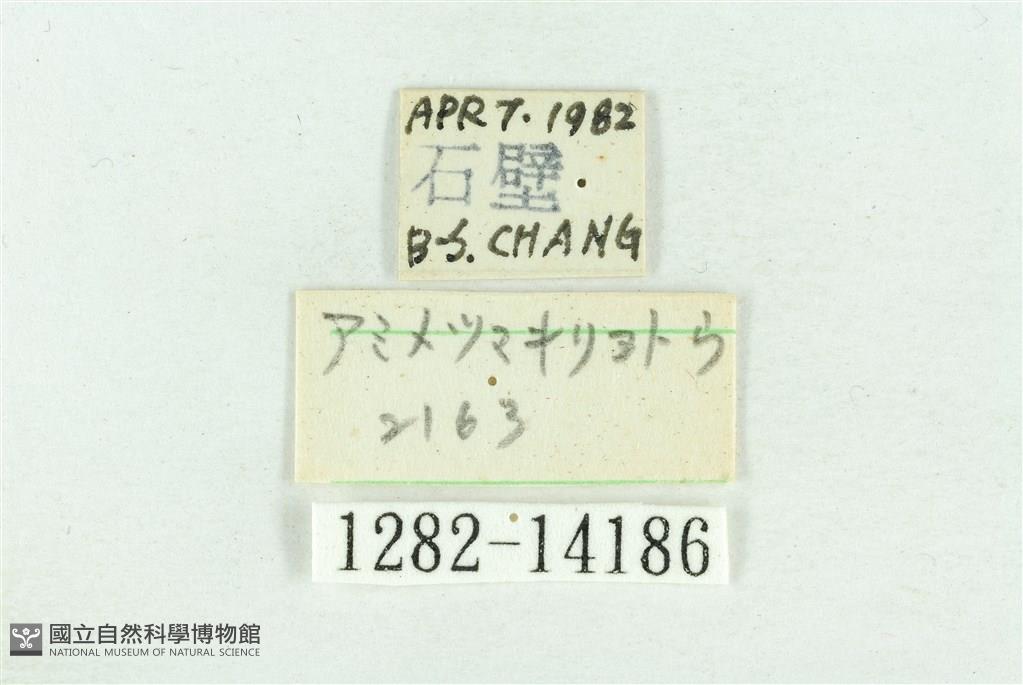 APR 7. 1982
石壁
B-S. CHANG
アミメツマキリヨトウ
2163
1282-14186
國立自然科學博物館
NATIONAL MUSEUM OF NATURAL SCIENCE